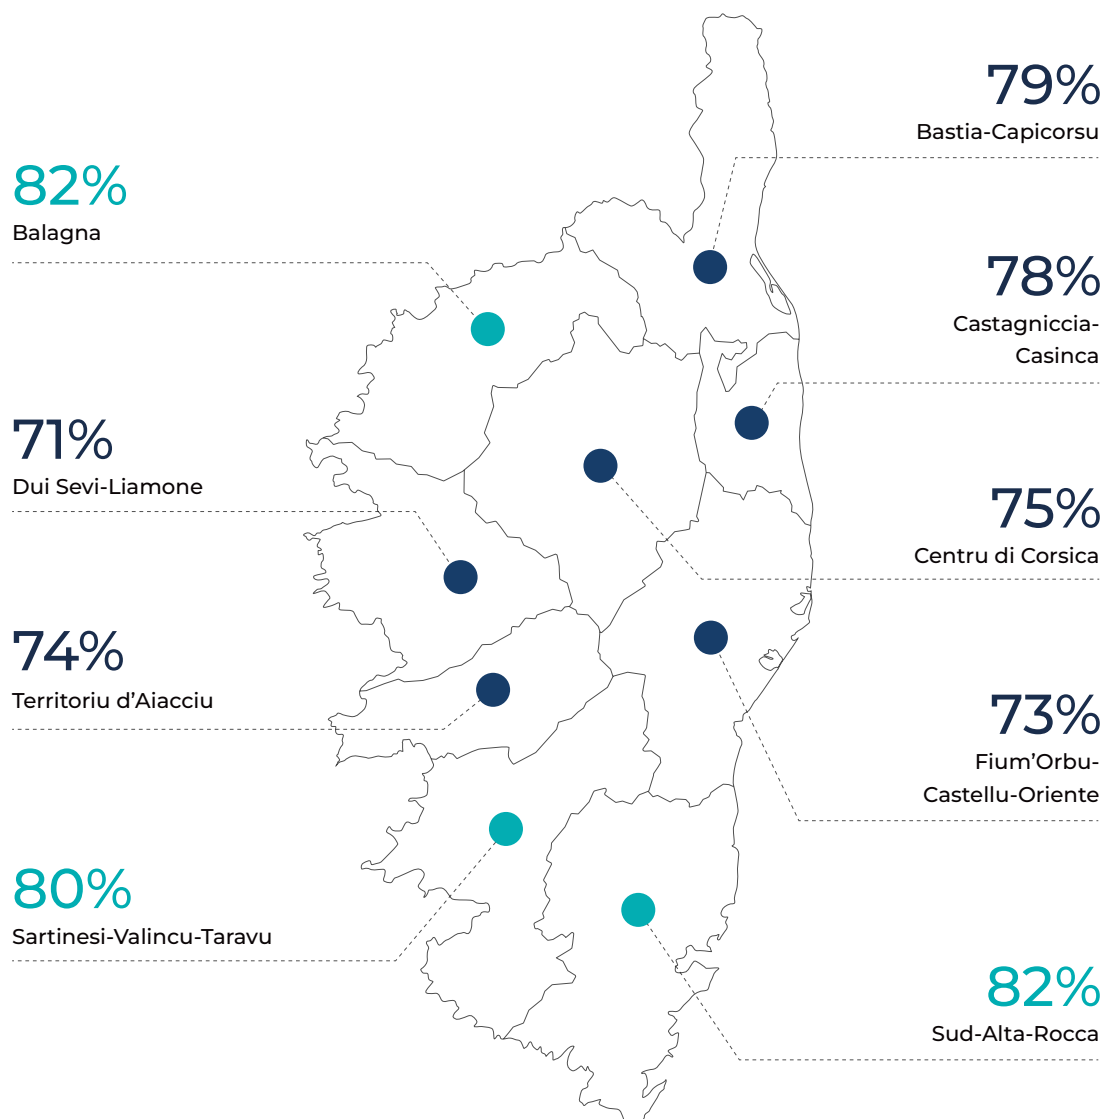 79%
Bastia-Capicorsu
82%
Balagna
78%
Castagniccia-
Casinca
71%
Dui Sevi-Liamone
75%
Centru di Corsica
74%
Territoriu d’Aiacciu
73%
Fium’Orbu-
Castellu-Oriente
80%
Sartinesi-Valincu-Taravu
82%
Sud-Alta-Rocca